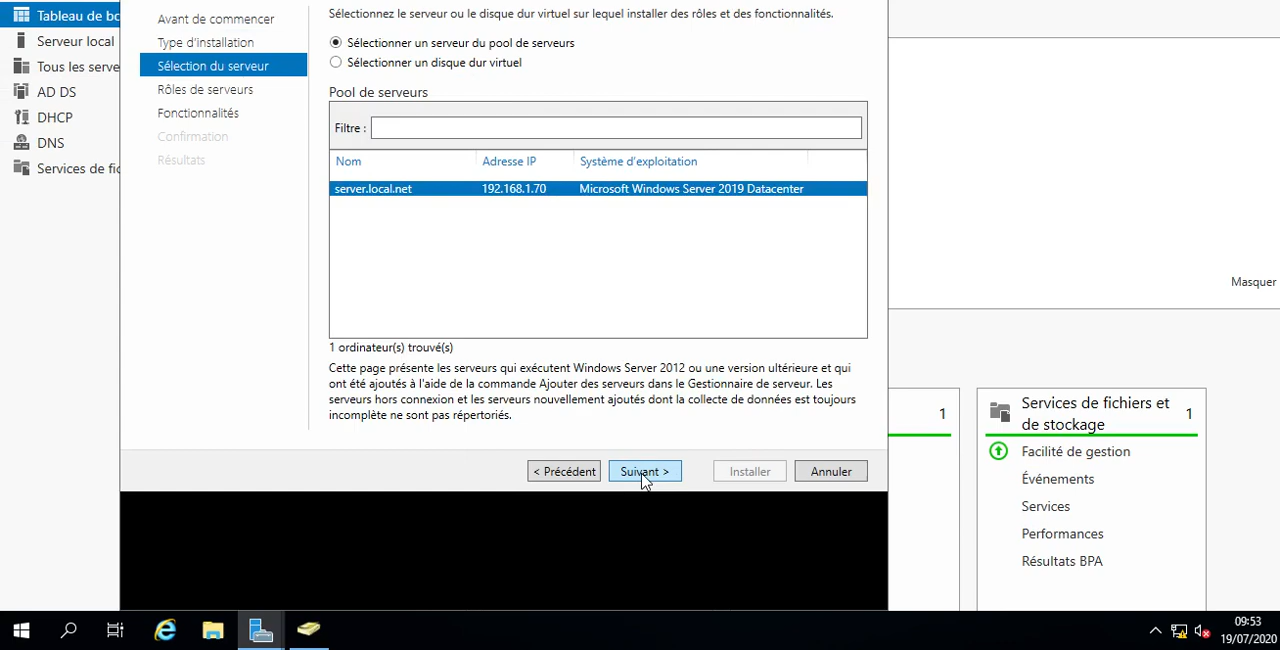 Tableau de bo
Serveur local
Tous les serve
AD DS
DHCP
DNS
Services de fic
Avant de commencer
Type d'installation
Sélection du serveur
Rôles de serveurs
Fonctionnalités
Confirmation
Résultats
Sélectionnez le serveur ou le disque dur virtuel sur lequel installer des rôles et des fonctionnalités.
Sélectionner un serveur du pool de serveurs
Sélectionner un disque dur virtuel
Pool de serveurs
Filtre :
Nom Adresse IP Système d'exploitation
server.local.net 192.168.1.70 Microsoft Windows Server 2019 Datacenter
1 ordinateur(s) trouvé(s)
Cette page présente les serveurs qui exécutent Windows Server 2012 ou une version ultérieure et qui
ont été ajoutés à l'aide de la commande Ajouter des serveurs dans le Gestionnaire de serveur. Les
serveurs hors connexion et les serveurs nouvellement ajoutés dont la collecte de données est toujours
incomplète ne sont pas répertoriés.
< Précédent Suivant > Installer Annuler
Masquer
1
Services de fichiers et
de stockage 1
Facilité de gestion
Événements
Services
Performances
Résultats BPA
09:53
19/07/2020